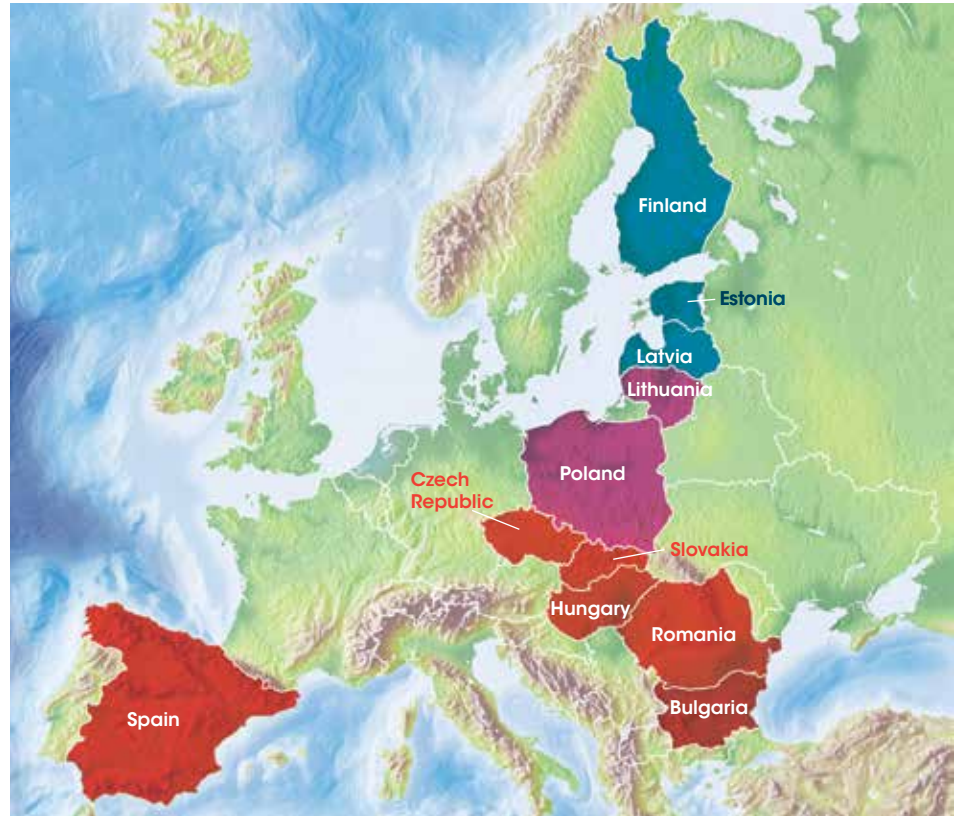 Finland
Estonia
Latvia
Lithuania
Poland
Czech
Republic
Slovakia
Hungary
Romania
Bulgaria
Spain